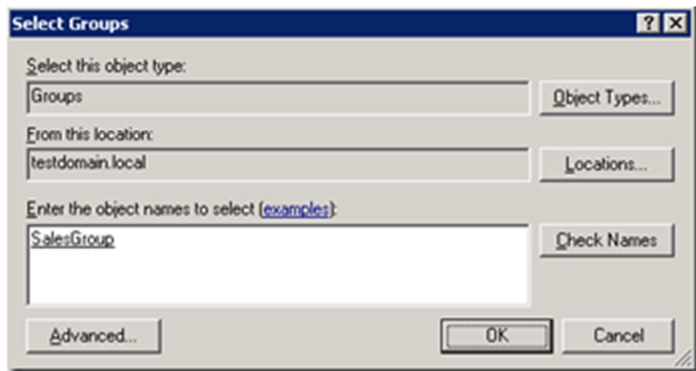 Select Groups
Select this object type:
Groups
Object Types...
From this location:
testdomain.local
Locations...
Enter the object names to select (examples):
SalesGroup
Check Names
Advanced...
OK
Cancel